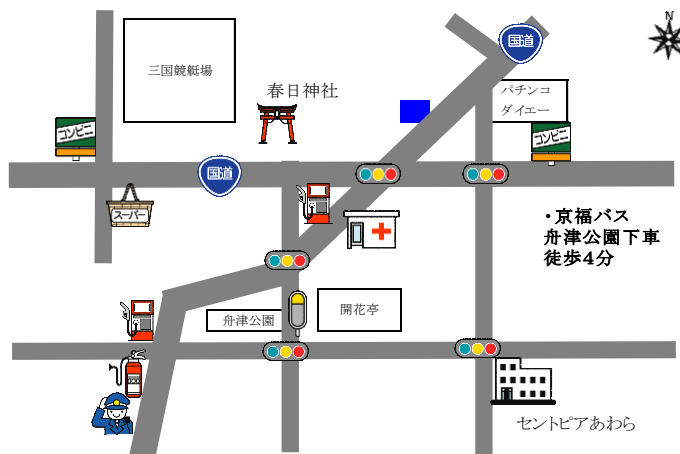 N
国道
三国競艇場
パチンコ
ダイエー
春日神社
コンビニ
コンビニ
国道
スーパー
・京福バス
舟津公園下車
徒歩4分
開花亭
舟津公園
セントピアあわら